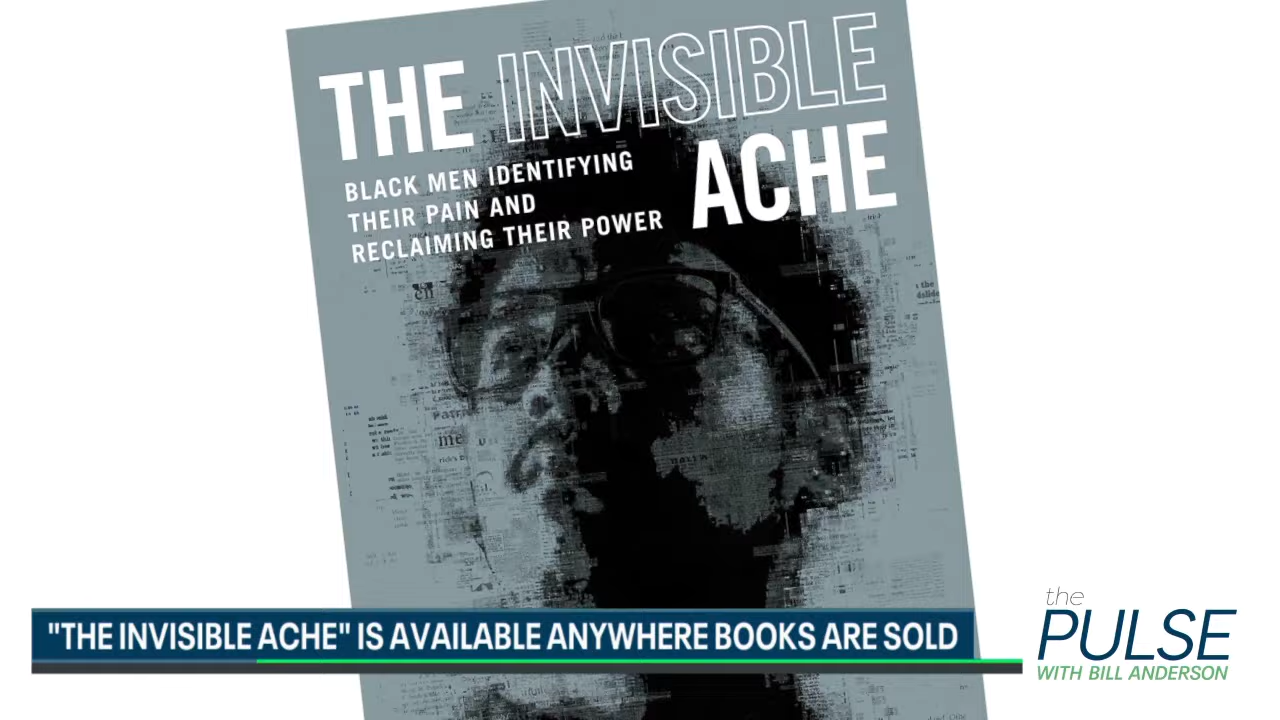 THE INVISIBLE
ACHE
BLACK MEN IDENTIFYING
THEIR PAIN AND
RECLAIMING THEIR POWER
"THE INVISIBLE ACHE" IS AVAILABLE ANYWHERE BOOKS ARE SOLD
the
PULSE
WITH BILL ANDERSON